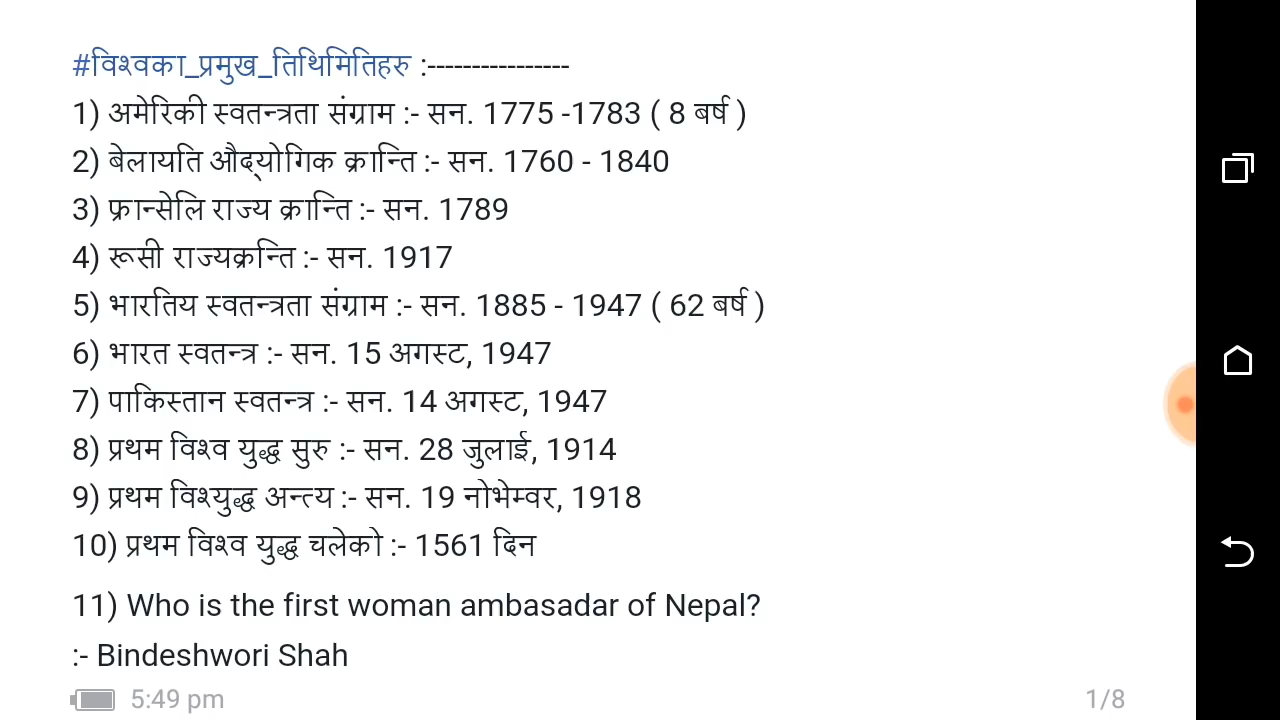 #विश्वका_प्रमुख_तिथिमितिहरु :----------------
1) अमेरिकी स्वतन्त्रता संग्राम :- सन. 1775 -1783 ( 8 बर्ष )
2) बेलायति औद्‌योगिक क्रान्ति :- सन. 1760 - 1840
3) फ्रान्सेलि राज्य क्रान्ति :- सन. 1789
4) रूसी राज्यक्रन्ति :- सन. 1917
5) भारतिय स्वतन्त्रता संग्राम :- सन. 1885 - 1947 ( 62 बर्ष )
6) भारत स्वतन्त्र :- सन. 15 अगस्ट, 1947
7) पाकिस्तान स्वतन्त्र :- सन. 14 अगस्ट, 1947
8) प्रथम विश्व युद्ध सुरु :- सन. 28 जुलाई, 1914
9) प्रथम विश्युद्ध अन्त्य :- सन. 19 नोभेम्वर, 1918
10) प्रथम विश्व युद्ध चलेको :- 1561 दिन
11) Who is the first woman ambasadar of Nepal?
:- Bindeshwori Shah
5:49 pm
1/8